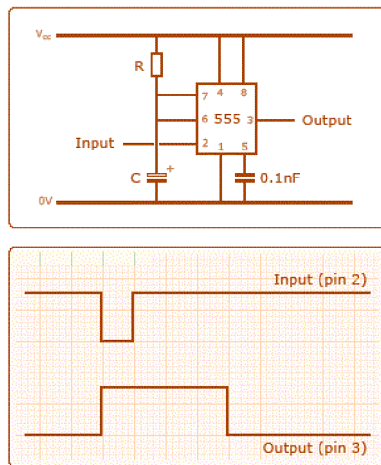 Vcc
R
4 8
7
6 555 3 Output
Input 2
1 5
C + 0.1nF
0V
Input (pin 2)
Output (pin 3)